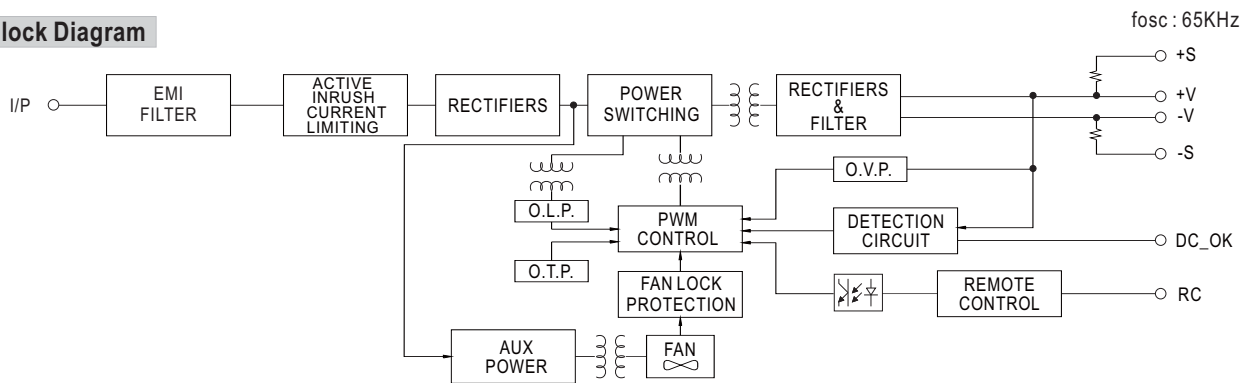 lock Diagram
fosc : 65KHz
I/P
EMI
FILTER
ACTIVE
INRUSH
CURRENT
LIMITING
RECTIFIERS
POWER
SWITCHING
RECTIFIERS
&
FILTER
+S
+V
-V
-S
O.L.P.
O.T.P.
PWM
CONTROL
O.V.P.
DETECTION
CIRCUIT
DC_OK
FAN LOCK
PROTECTION
REMOTE
CONTROL
RC
AUX
POWER
FAN